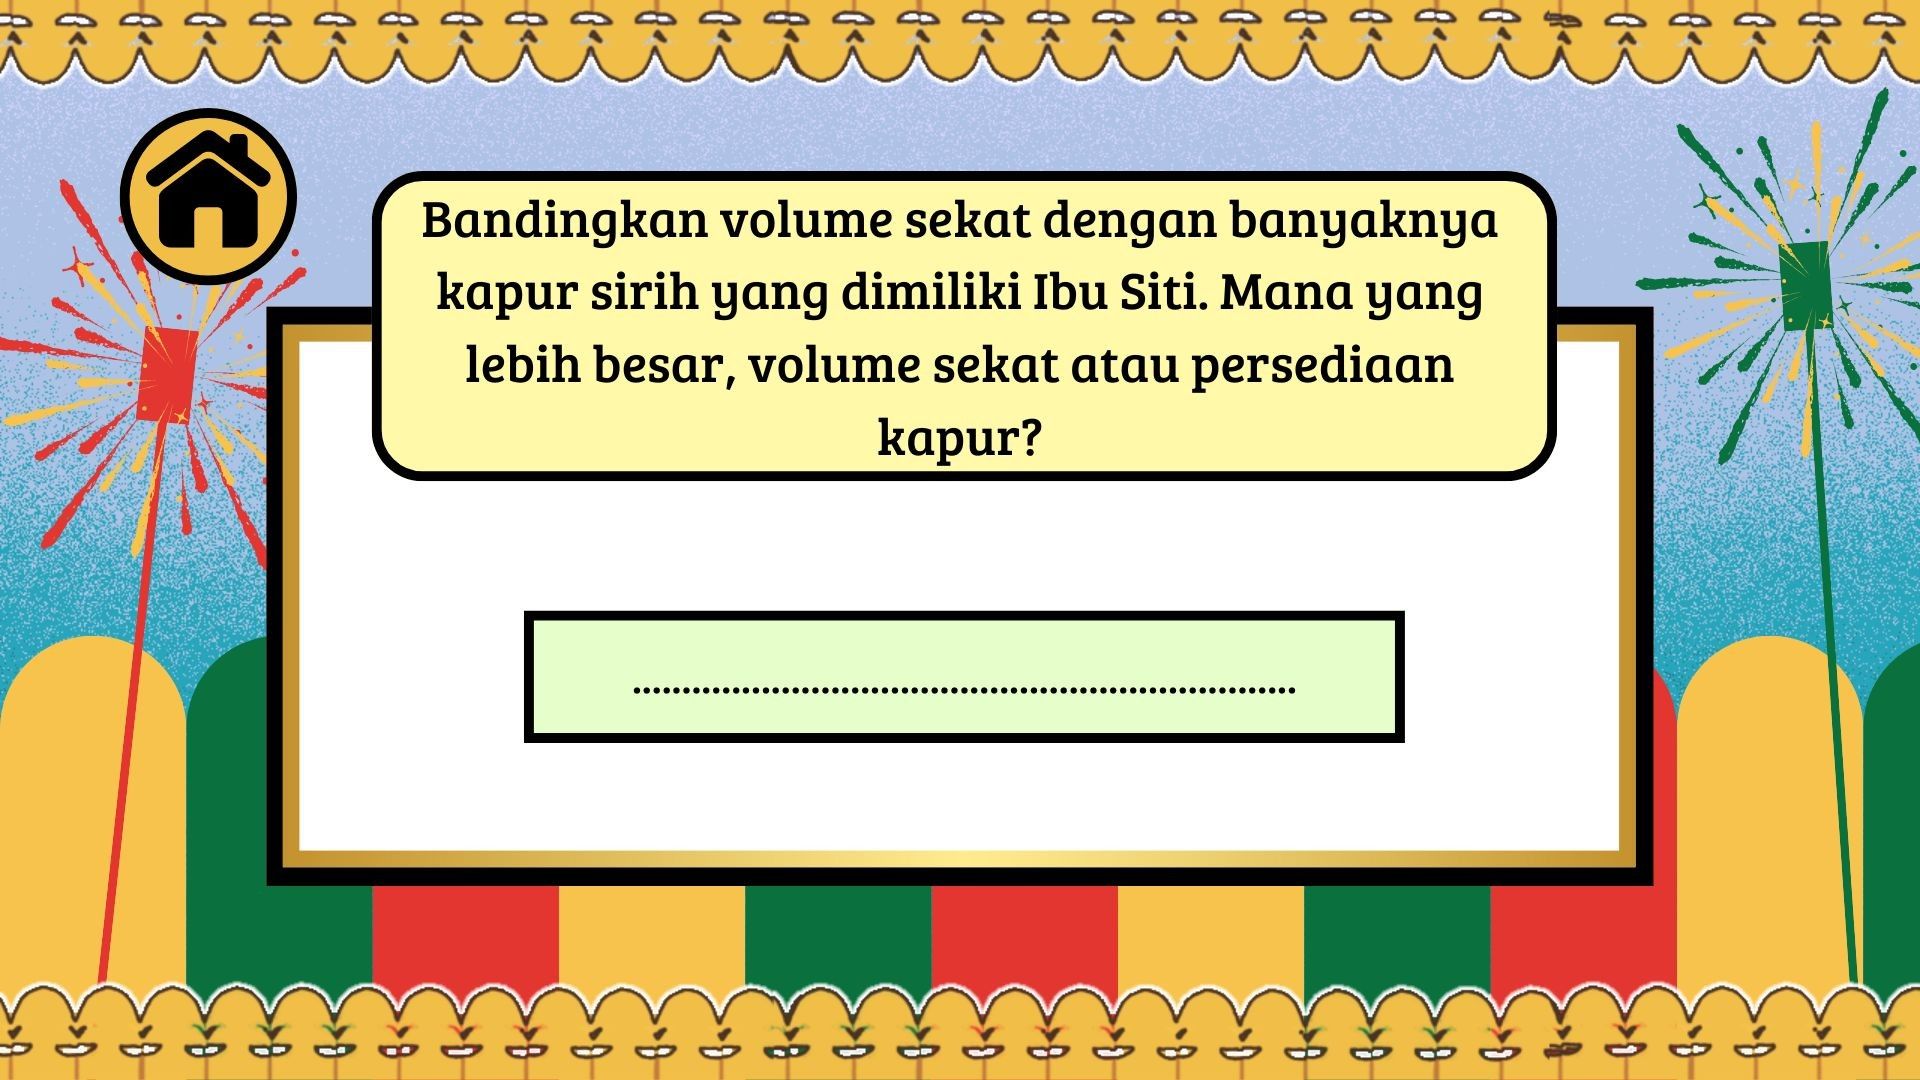 Bandingkan volume sekat dengan banyaknya
kapur sirih yang dimiliki Ibu Siti. Mana yang
lebih besar, volume sekat atau persediaan
kapur?
...................................................................